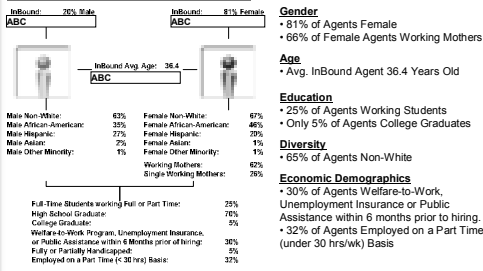 InBound: 20% Male
ABC
InBound: 81% Female
ABC
InBound Avg. Age: 36.4
ABC
Male Non-White: 63%
Male African-American: 35%
Male Hispanic: 27%
Male Asian: 2%
Male Other Minority: 1%
Female Non-White: 67%
Female African-American: 46%
Female Hispanic: 20%
Female Asian: 1%
Female Other Minority: 1%
Working Mothers: 62%
Single Working Mothers: 26%
Full-Time Students working Full or Part Time: 25%
High School Graduate: 70%
College Graduate: 5%
Welfare-to-Work Program, Unemployment Insurance,
or Public Assistance within 6 Months prior of hiring: 30%
Fully or Partially Handicapped: 5%
Employed on a Part Time (< 30 hrs) Basis: 32%
Gender
• 81% of Agents Female
• 66% of Female Agents Working Mothers
Age
• Avg. InBound Agent 36.4 Years Old
Education
• 25% of Agents Working Students
• Only 5% of Agents College Graduates
Diversity
• 65% of Agents Non-White
Economic Demographics
• 30% of Agents Welfare-to-Work,
Unemployment Insurance or Public
Assistance within 6 months prior to hiring.
• 32% of Agents Employed on a Part Time
(under 30 hrs/wk) Basis